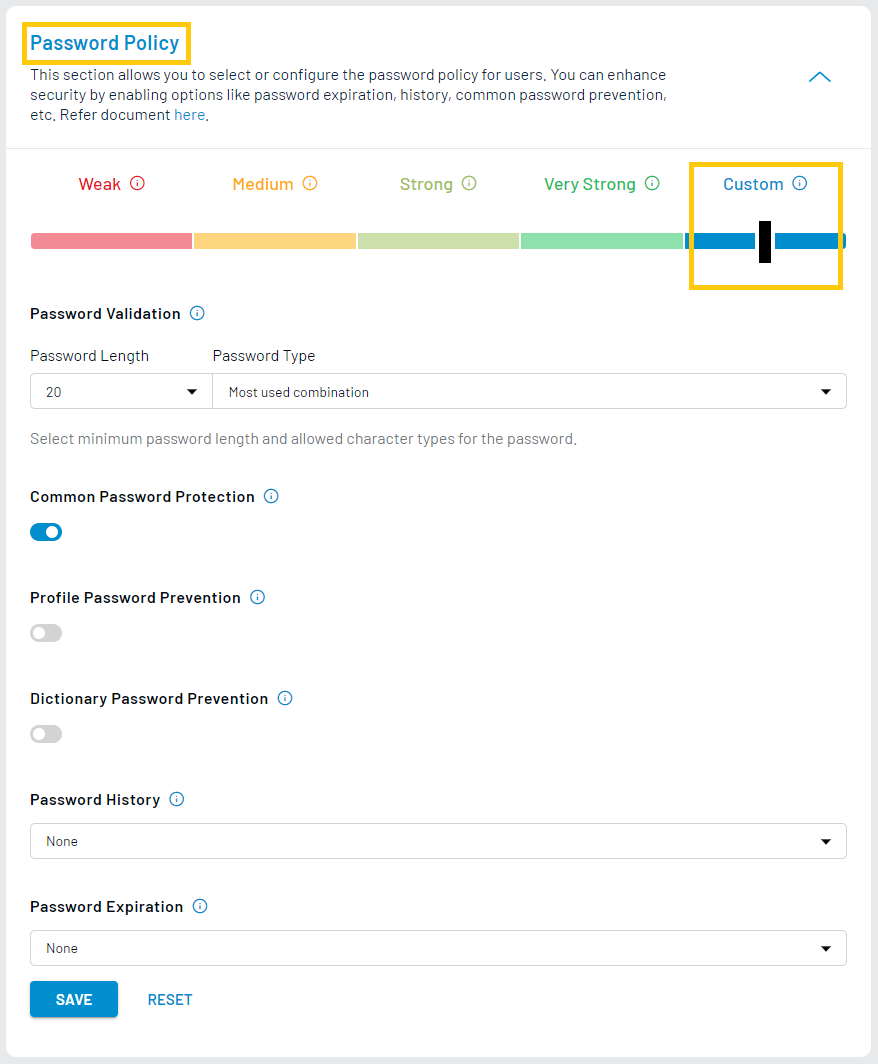 Password Policy
This section allows you to select or configure the password policy for users. You can enhance
security by enabling options like password expiration, history, common password prevention,
etc. Refer document here.
Weak Medium Strong Very Strong Custom
Password Validation
Password Length Password Type
20 Most used combination
Select minimum password length and allowed character types for the password.
Common Password Protection
Profile Password Prevention
Dictionary Password Prevention
Password History
None
Password Expiration
None
SAVE RESET